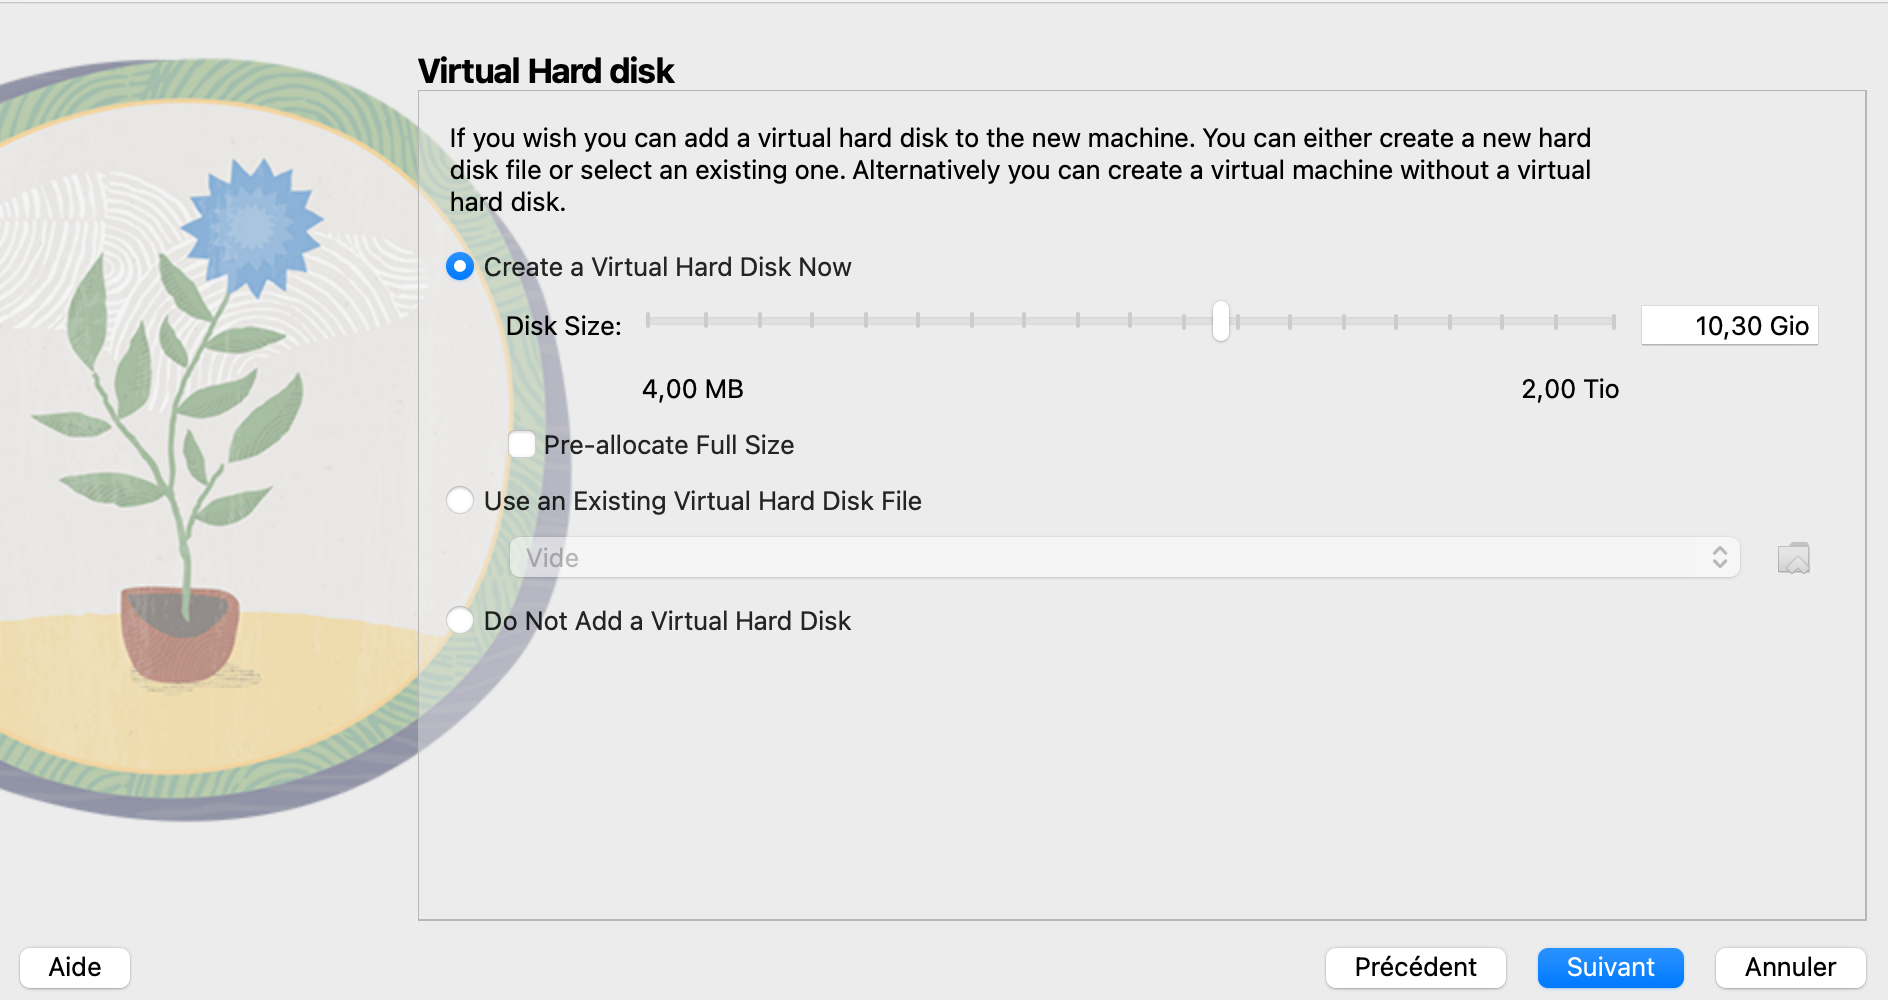 Virtual Hard disk
If you wish you can add a virtual hard disk to the new machine. You can either create a new hard
disk file or select an existing one. Alternatively you can create a virtual machine without a virtual
hard disk.
Create a Virtual Hard Disk Now
Disk Size: 10,30 Gio
4,00 MB 2,00 Tio
Pre-allocate Full Size
Use an Existing Virtual Hard Disk File
Vide
Do Not Add a Virtual Hard Disk
Aide Précédent Suivant Annuler